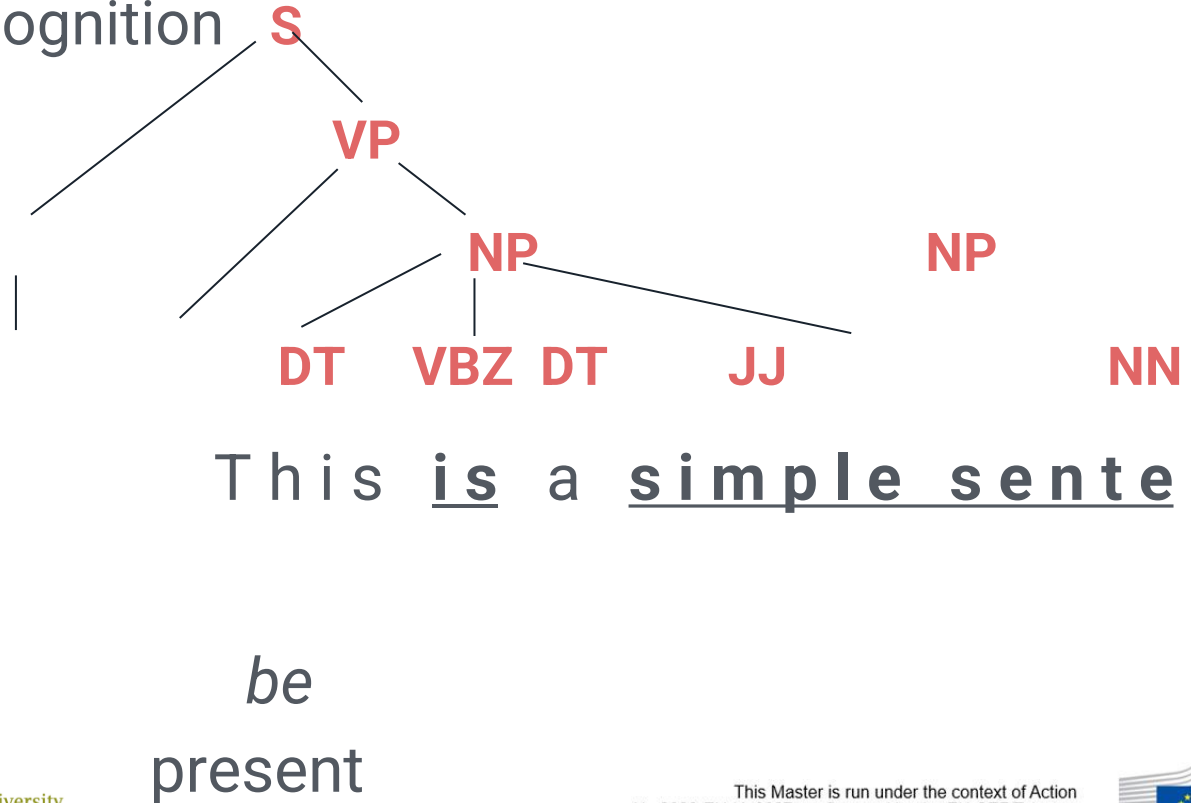 ognition S
VP
NP NP
DT VBZ DT JJ NN
This is a simple sente
be
present
iversity
This Master is run under the context of Action